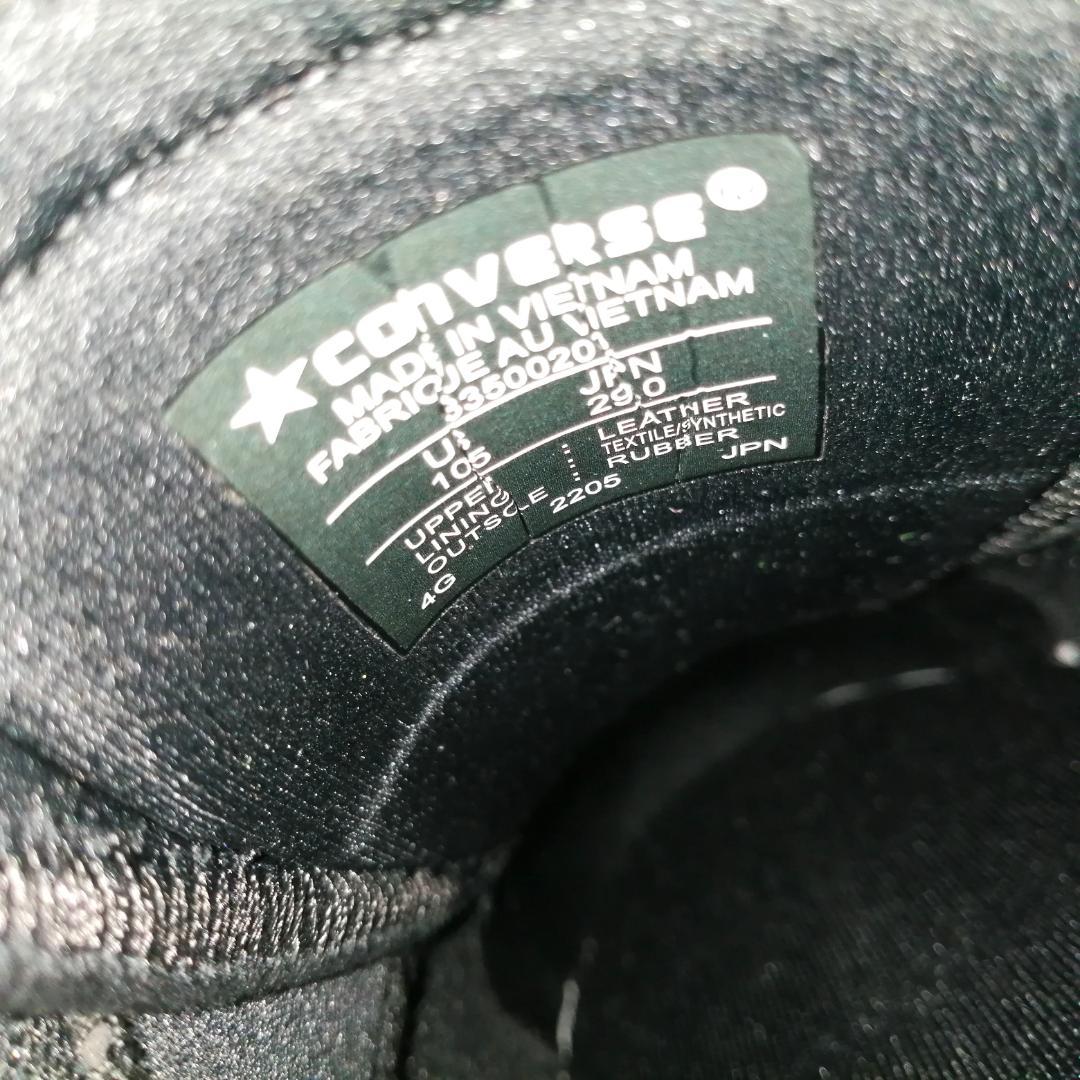 CONVERSE®
MADE IN VIETNAM
FABRIQUE AU VIETNAM
33500201
US JPN
105 29.0
UPPER LEATHER
LINING TEXTILE/SYNTHETIC
OUTSOLE RUBBER
4G 2205 JPN